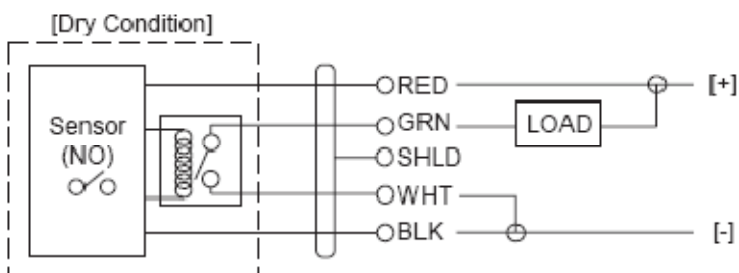 [Dry Condition]
Sensor
(NO)
RED
[+]
GRN
LOAD
SHLD
WHT
BLK
[-]